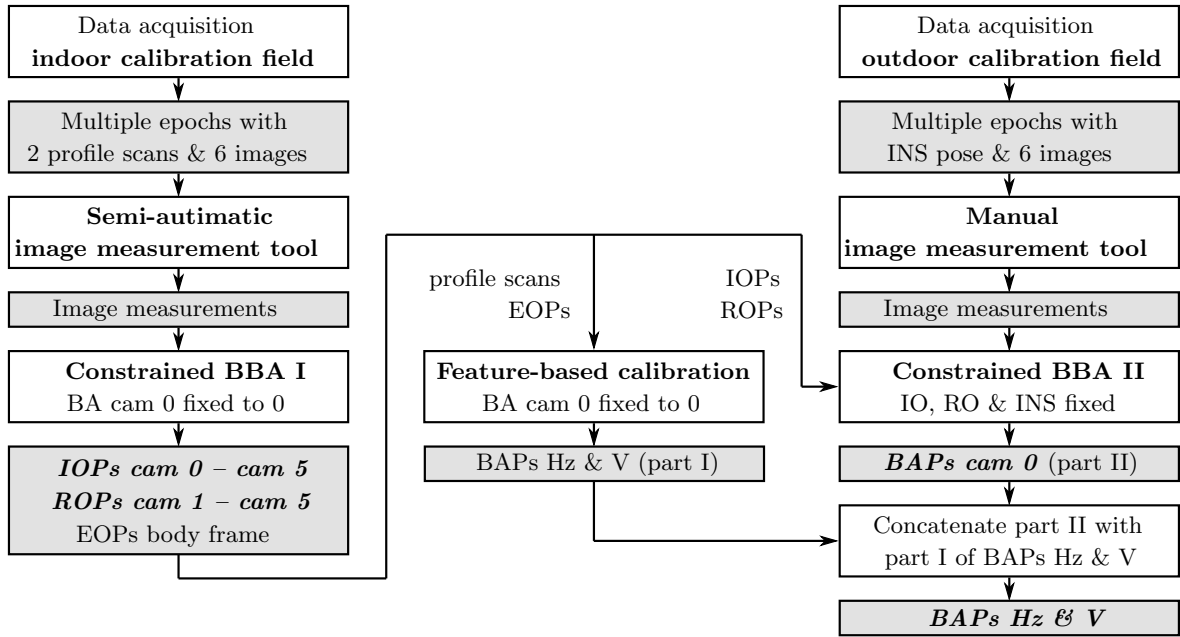 Data acquisition
indoor calibration field
Multiple epochs with
2 profile scans & 6 images
Semi-autimatic
image measurement tool
Image measurements
Constrained BBA I
BA cam 0 fixed to 0
IOPs cam 0 – cam 5
ROPs cam 1 – cam 5
EOPs body frame
profile scans
EOPs
IOPs
ROPs
Feature-based calibration
BA cam 0 fixed to 0
BAPs Hz & V (part I)
Data acquisition
outdoor calibration field
Multiple epochs with
INS pose & 6 images
Manual
image measurement tool
Image measurements
Constrained BBA II
IO, RO & INS fixed
BAPs cam 0 (part II)
Concatenate part II with
part I of BAPs Hz & V
BAPs Hz & V